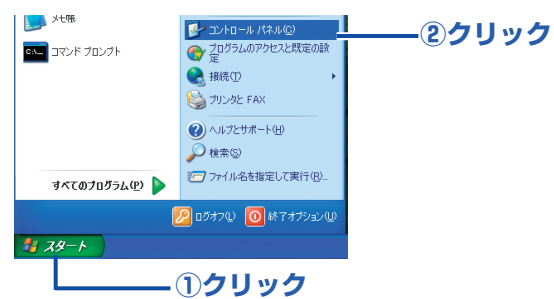 メモ帳
C:\_
コマンド プロンプト
すべてのプログラム(P)
コントロール パネル(C)
プログラムのアクセスと既定の設
定
接続(T)
プリンタと FAX
ヘルプとサポート(H)
検索(S)
ファイル名を指定して実行(R)...
ログオフ(L)
終了オプション(U)
スタート
②クリック
①クリック